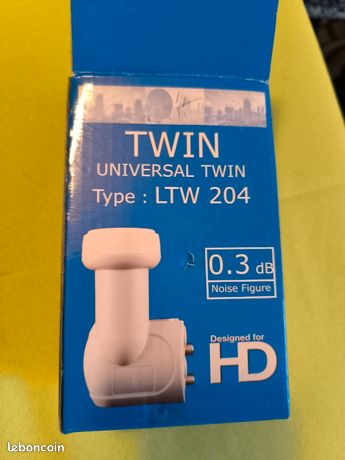 TWIN
UNIVERSAL TWIN
Type : LTW 204
0.3 dB
Noise Figure
Designed for
HD
leboncoin